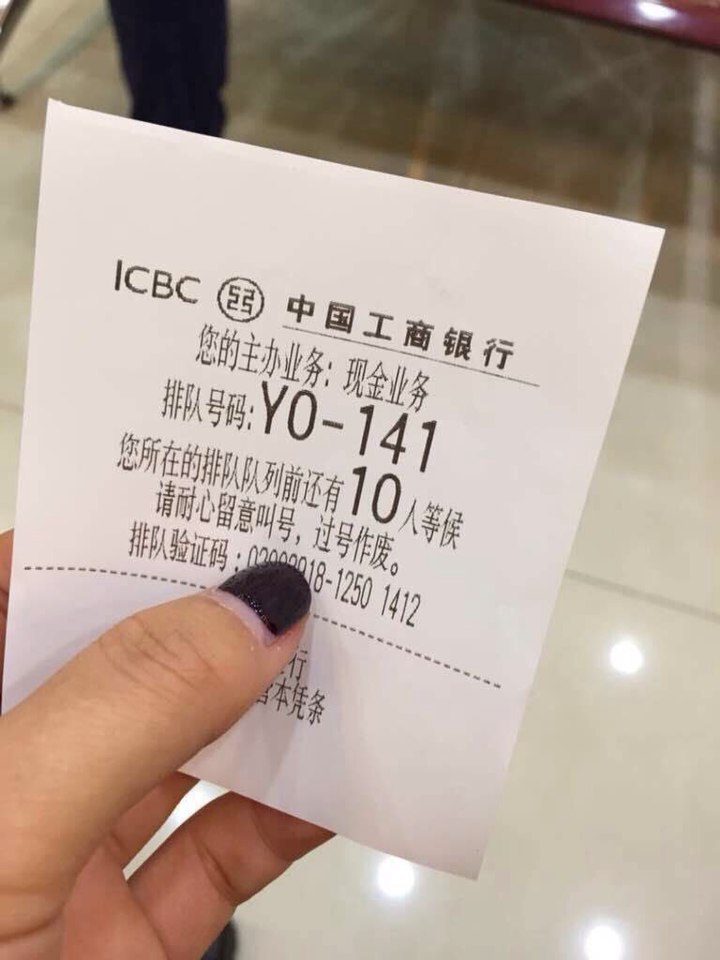 ICBC 中国工商银行
您的主办业务：现金业务
排队号码:Y0-141
您所在的排队队列前还有10人等候
请耐心留意叫号，过号作废。
排队验证码：18-1250 1412
行
本凭条